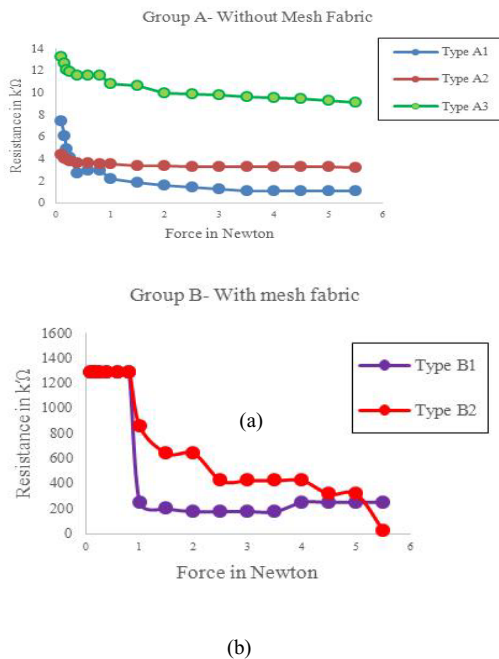 Group A- Without Mesh Fabric
Resistance in kΩ
14
12
10
8
6
4
2
0
0 1 2 3 4 5 6
Force in Newton
Type A1
Type A2
Type A3
Group B- With mesh fabric
Resistance in kΩ
1600
1400
1200
1000
800
600
400
200
0
0 1 2 3 4 5 6
Force in Newton
Type B1
Type B2
(a)
(b)